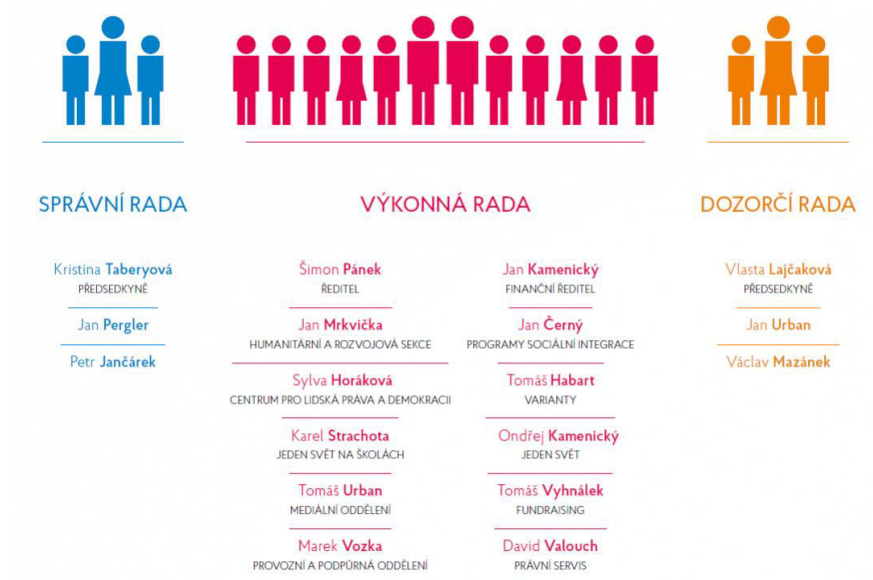 SPRÁVNÍ RADA
Kristina Taberyová
PŘEDSEDKYNĚ
Jan Pergler
Petr Jančárek
VÝKONNÁ RADA
Šimon Pánek
ŘEDITEL
Jan Mrkvička
HUMANITÁRNÍ A ROZVOJOVÁ SEKCE
Sylva Horáková
CENTRUM PRO LIDSKÁ PRÁVA A DEMOKRACII
Karel Strachota
JEDEN SVĚT NA ŠKOLÁCH
Tomáš Urban
MEDIÁLNÍ ODDĚLENÍ
Marek Vozka
PROVOZNÍ A PODPŮRNÁ ODDĚLENÍ
Jan Kamenický
FINANČNÍ ŘEDITEL
Jan Černý
PROGRAMY SOCIÁLNÍ INTEGRACE
Tomáš Habart
VARIANTY
Ondřej Kamenický
JEDEN SVĚT
Tomáš Vyhnálek
FUNDRAISING
David Valouch
PRÁVNÍ SERVIS
DOZORČÍ RADA
Vlasta Lajčaková
PŘEDSEDKYNĚ
Jan Urban
Václav Mazánek